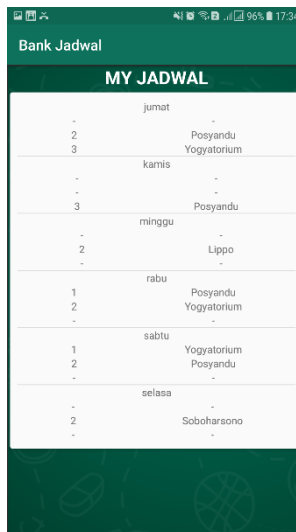 96% 17:34
Bank Jadwal
MY JADWAL
jumat
- -
2 Posyandu
3 Yogyatorium
kamis
- -
- -
3 Posyandu
minggu
- -
2 Lippo
- -
rabu
1 Posyandu
2 Yogyatorium
- -
sabtu
1 Yogyatorium
2 Posyandu
- -
selasa
- -
2 Soboharsono
- -